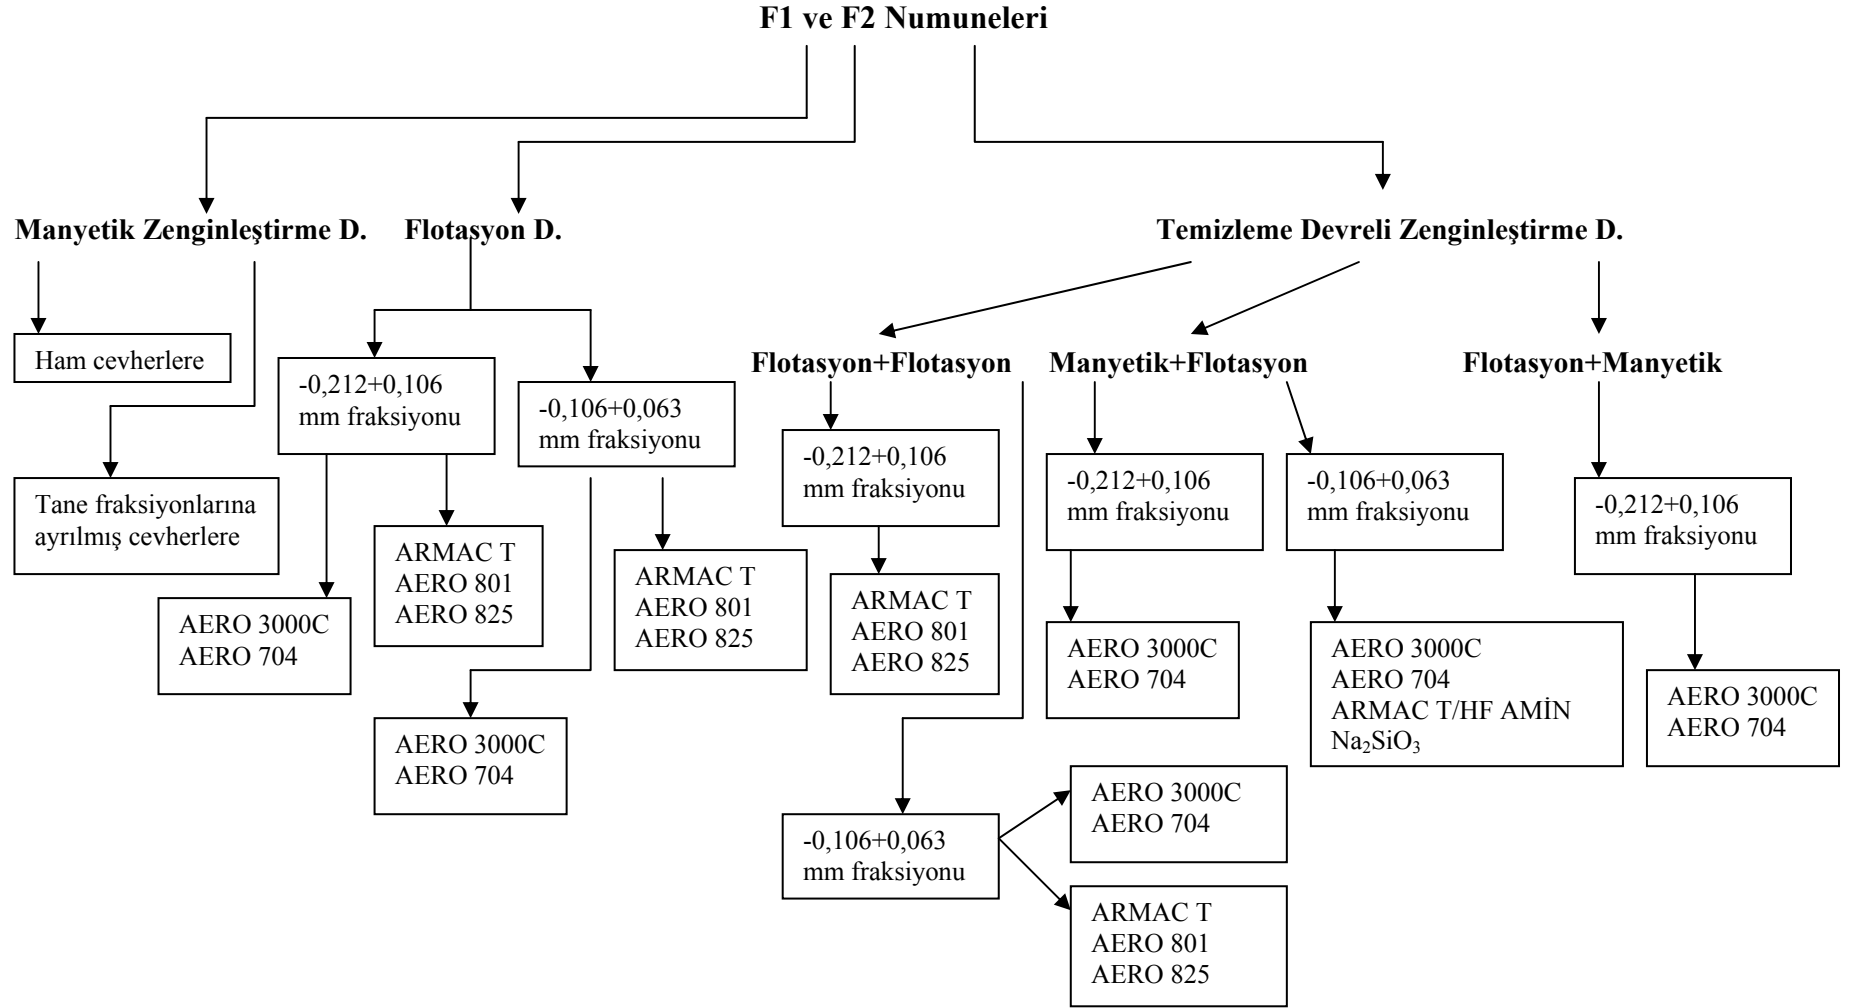 F1 ve F2 Numuneleri
Manyetik Zenginleştirme D.
Flotasyon D.
Temizleme Devreli Zenginleştirme D.
Ham cevherlere
Tane fraksiyonlarına
ayrılmış cevherlere
-0,212+0,106
mm fraksiyonu
-0,106+0,063
mm fraksiyonu
AERO 3000C
AERO 704
ARMAC T
AERO 801
AERO 825
AERO 3000C
AERO 704
ARMAC T
AERO 801
AERO 825
Flotasyon+Flotasyon
Manyetik+Flotasyon
Flotasyon+Manyetik
-0,212+0,106
mm fraksiyonu
ARMAC T
AERO 801
AERO 825
-0,106+0,063
mm fraksiyonu
AERO 3000C
AERO 704
ARMAC T
AERO 801
AERO 825
-0,212+0,106
mm fraksiyonu
AERO 3000C
AERO 704
-0,106+0,063
mm fraksiyonu
AERO 3000C
AERO 704
ARMAC T/HF AMİN
Na₂SiO₃
-0,212+0,106
mm fraksiyonu
AERO 3000C
AERO 704